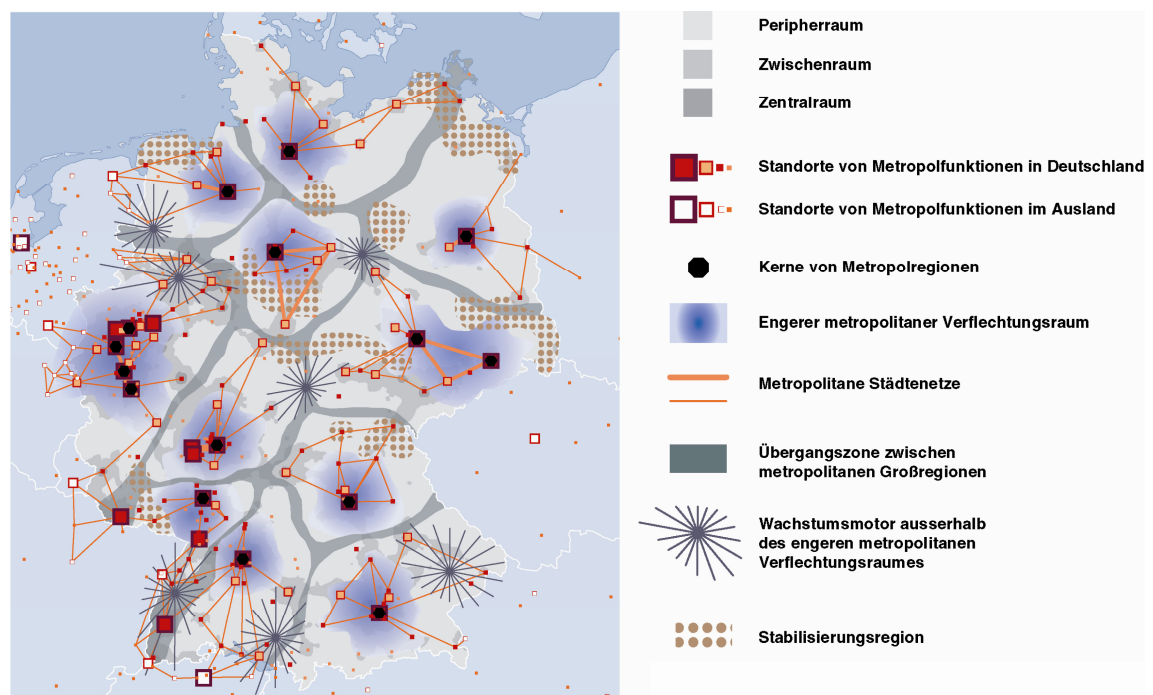 Peripherraum
Zwischenraum
Zentralraum
Standorte von Metropolfunktionen in Deutschland
Standorte von Metropolfunktionen im Ausland
Kerne von Metropolregionen
Engerer metropolitaner Verflechtungsraum
Metropolitane Städtenetze
Übergangszone zwischen
metropolitanen Großregionen
Wachstumsmotor ausserhalb
des engeren metropolitanen
Verflechtungsraumes
Stabilisierungsregion